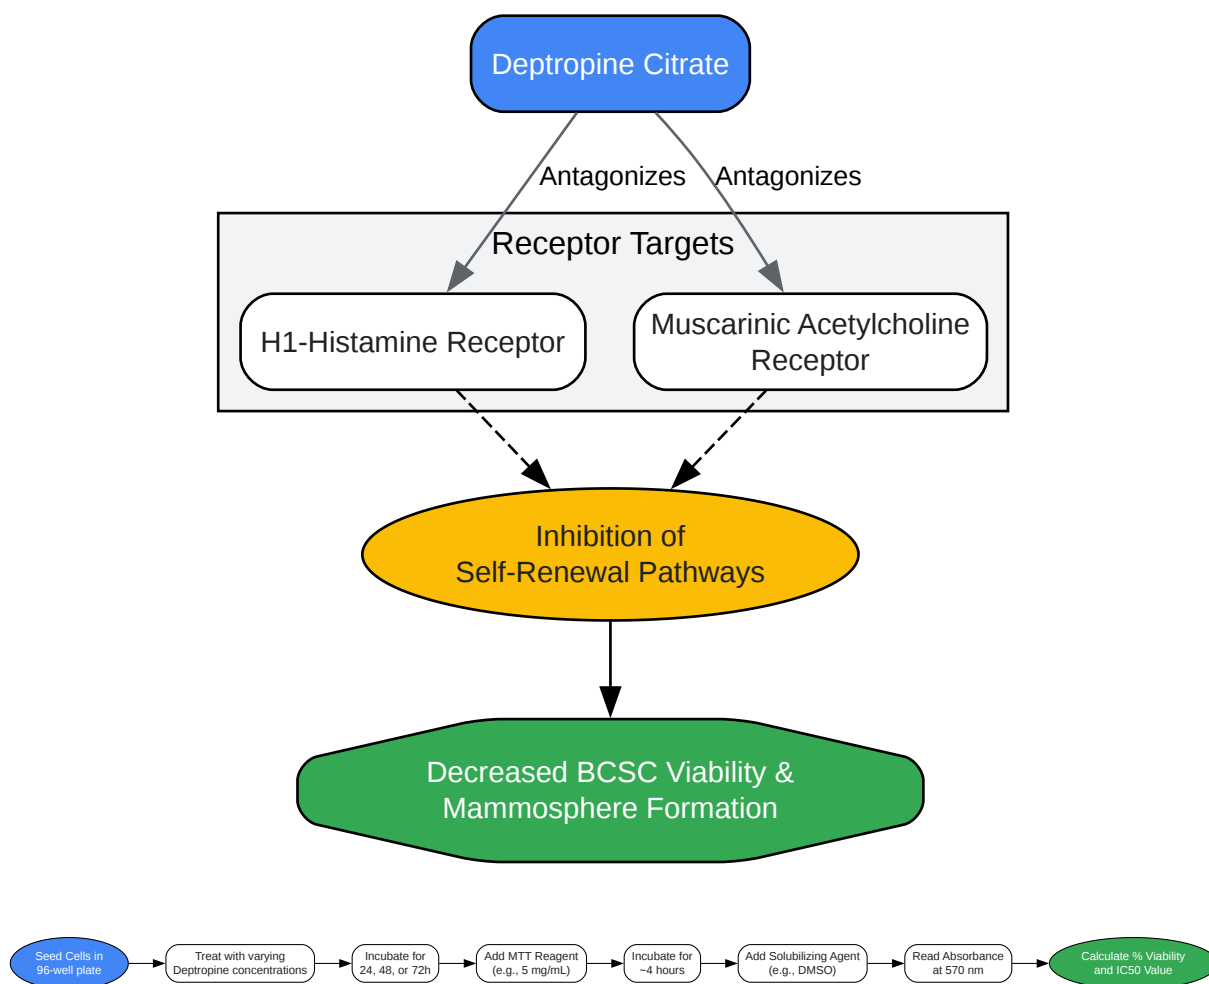 Deptropine Citrate
Antagonizes
Antagonizes
Receptor Targets
H1-Histamine Receptor
Muscarinic Acetylcholine
Receptor
Inhibition of
Self-Renewal Pathways
Decreased BCSC Viability &
Mammosphere Formation
Seed Cells in
96-well plate
Treat with varying
Deptropine concentrations
Incubate for
24, 48, or 72h
Add MTT Reagent
(e.g., 5 mg/mL)
Incubate for
~4 hours
Add Solubilizing Agent
(e.g., DMSO)
Read Absorbance
at 570 nm
Calculate % Viability
and IC50 Value